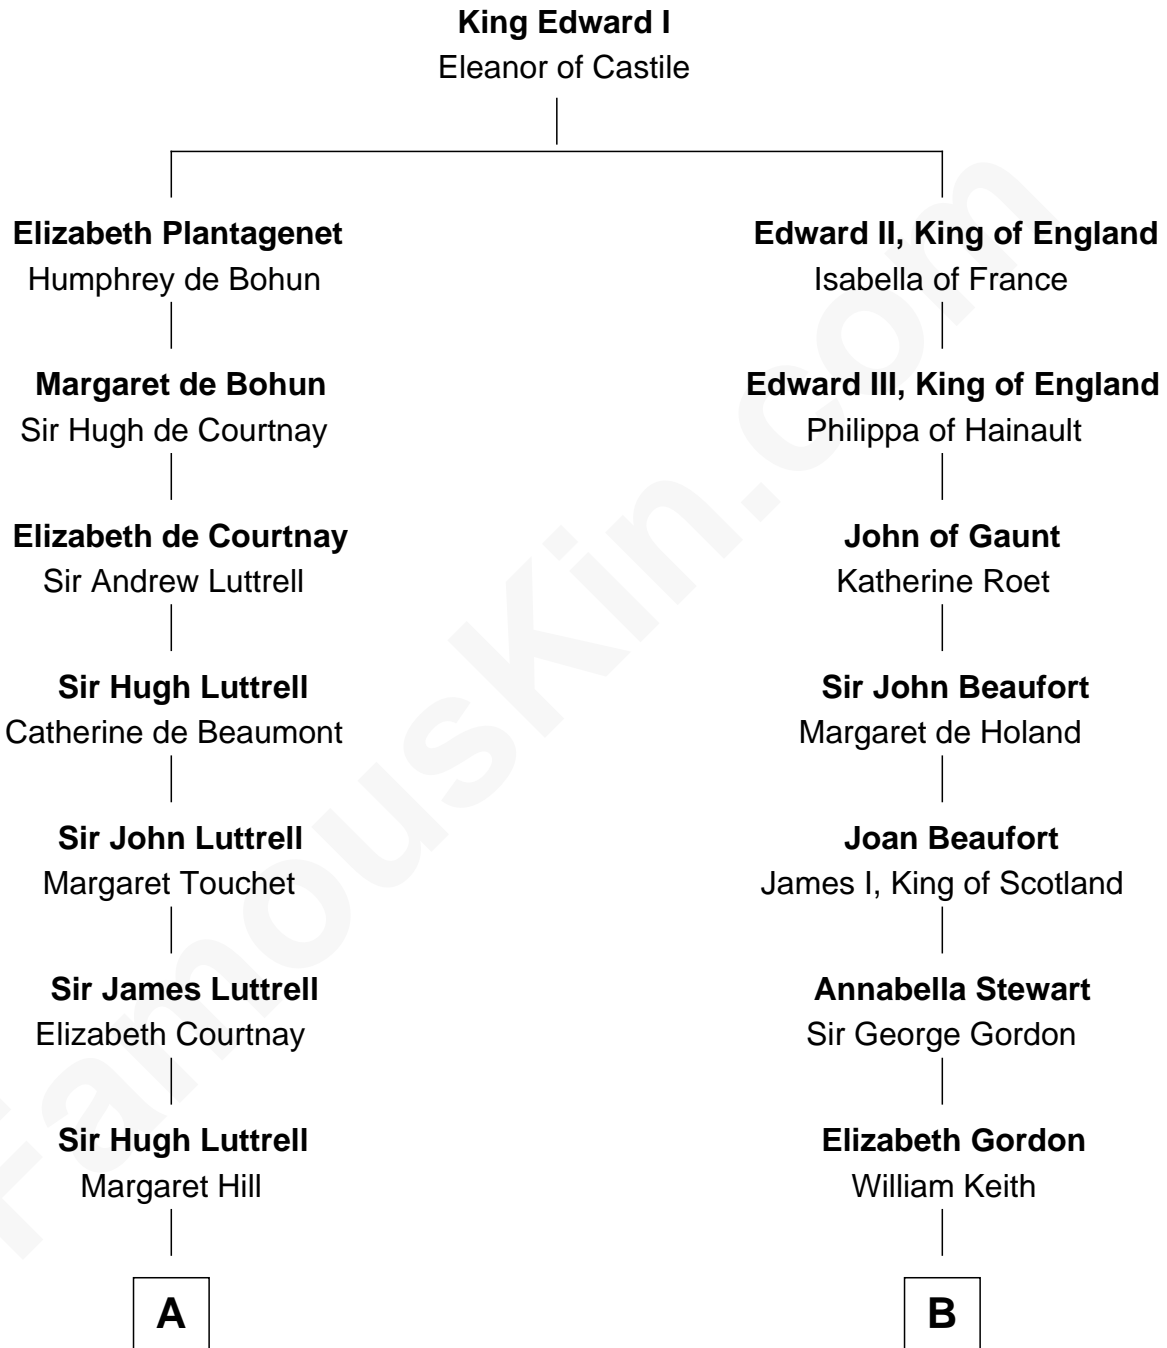 King Edward I
Eleanor of Castile
Elizabeth Plantagenet
Humphrey de Bohun
Edward II, King of England
Isabella of France
Margaret de Bohun
Sir Hugh de Courtnay
Edward III, King of England
Philippa of Hainault
Elizabeth de Courtnay
Sir Andrew Luttrell
John of Gaunt
Katherine Roet
Sir Hugh Luttrell
Catherine de Beaumont
Sir John Beaufort
Margaret de Holand
Sir John Luttrell
Margaret Touchet
Joan Beaufort
James I, King of Scotland
Sir James Luttrell
Elizabeth Courtnay
Annabella Stewart
Sir George Gordon
Sir Hugh Luttrell
Margaret Hill
Elizabeth Gordon
William Keith
A
B
FamousKin.com